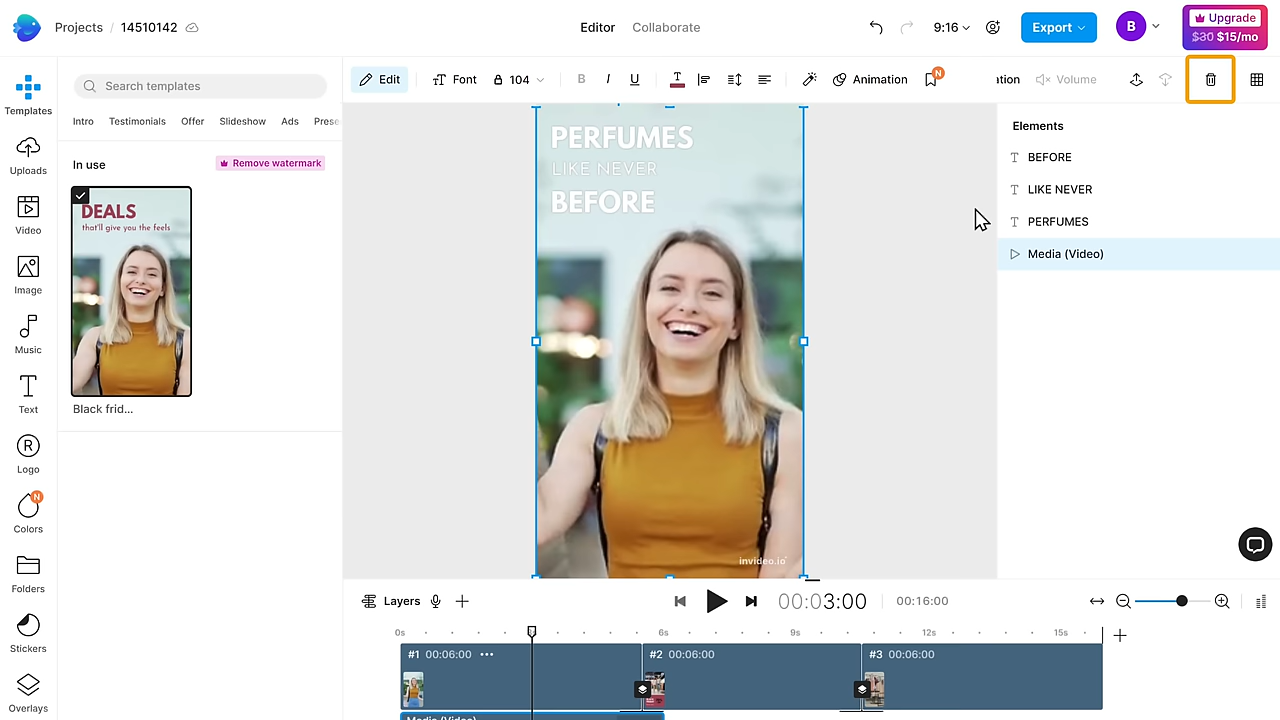 Projects / 14510142
Editor
Collaborate
9:16
Export
B
Upgrade
$30 $15/mo
Templates
Uploads
Video
Image
Music
Text
Logo
Colors
Folders
Stickers
Overlays
Search templates
Intro Testimonials Offer Slideshow Ads Prese
In use
Remove watermark
DEALS
that'll give you the feels
Black frid...
Edit
Font
104
B I U
T
Animation
N
ation
Volume
PERFUMES
LIKE NEVER
BEFORE
invideo.io
Elements
BEFORE
LIKE NEVER
PERFUMES
Media (Video)
Layers
00:03:00
00:16:00
0s 6s 9s 12s 15s
#1 00:06:00
#2 00:06:00
#3 00:06:00
Media (Video)